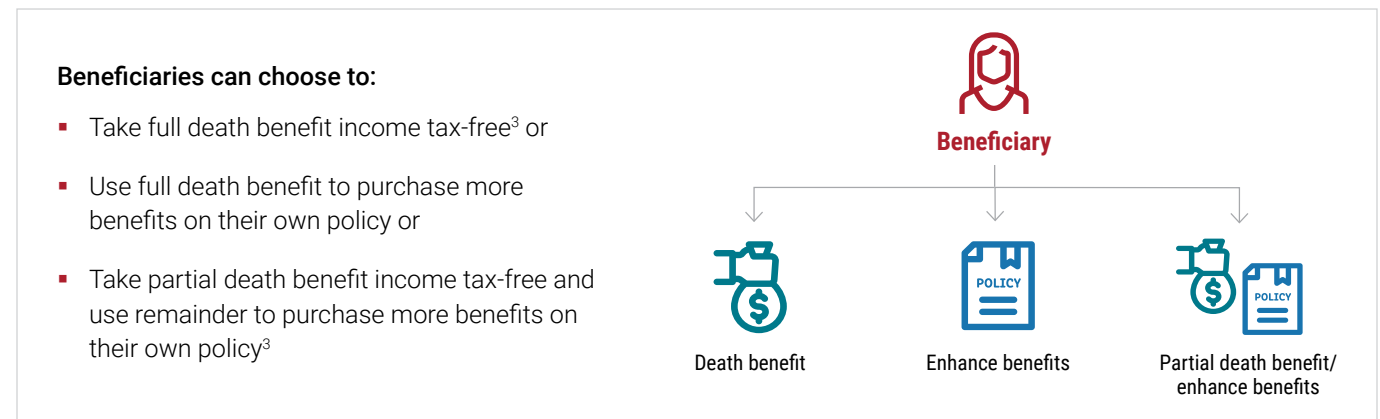 Beneficiaries can choose to:
▪ Take full death benefit income tax-free³ or
▪ Use full death benefit to purchase more
benefits on their own policy or
▪ Take partial death benefit income tax-free and
use remainder to purchase more benefits on
their own policy³
Beneficiary
$
Death benefit
POLICY
Enhance benefits
$
POLICY
Partial death benefit/
enhance benefits